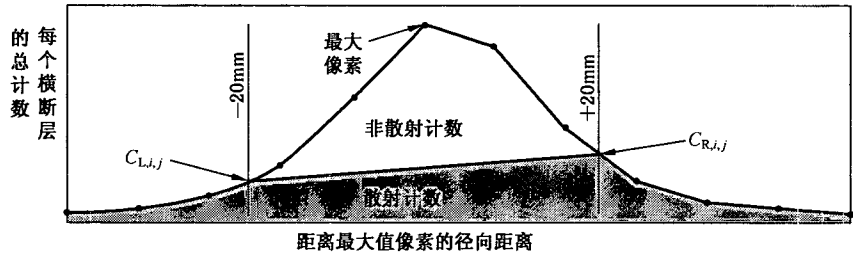 每个横断层
的总计数
最大
像素
−20mm
+20mm
非散射计数
C_{L,i,j}
C_{R,i,j}
散射计数
距离最大值像素的径向距离